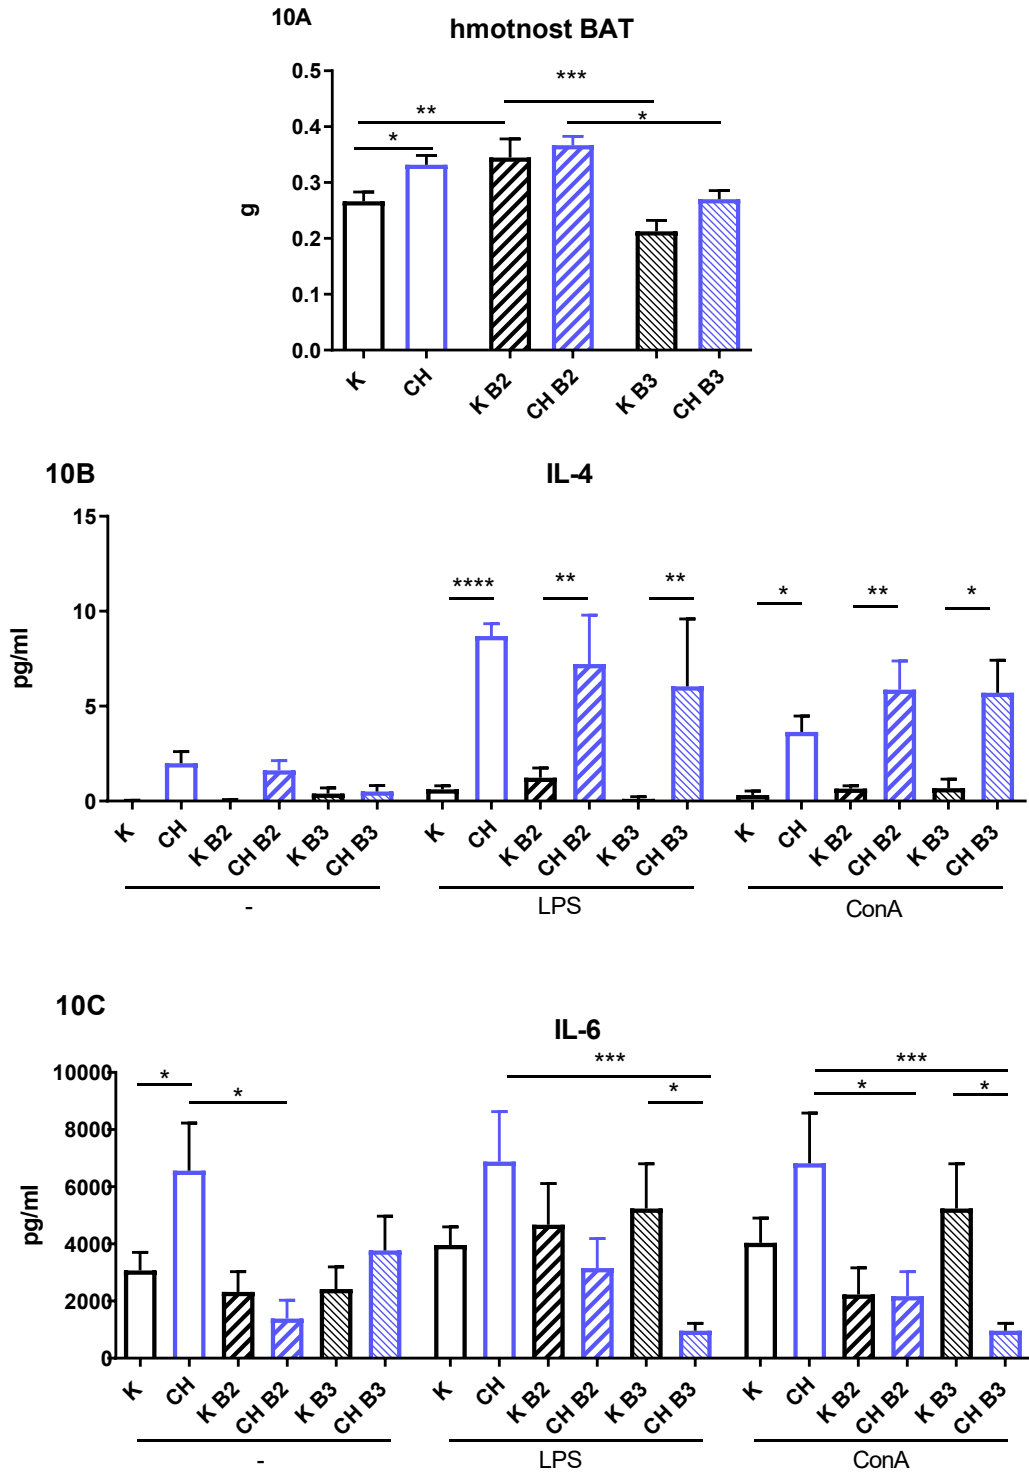 10A
hmotnost BAT
***
**
*
*
0.5
0.4
0.3
0.2
0.1
0.0
g
K CH K B2 CH B2 K B3 CH B3
10B
IL-4
15
10
5
0
pg/ml
**** ** ** * ** *
K CH K B2 CH B2 K B3 CH B3 K CH K B2 CH B2 K B3 CH B3 K CH K B2 CH B2 K B3 CH B3
- LPS ConA
10C
IL-6
*** ***
* * * * *
10000
8000
6000
4000
2000
0
pg/ml
K CH K B2 CH B2 K B3 CH B3 K CH K B2 CH B2 K B3 CH B3 K CH K B2 CH B2 K B3 CH B3
- LPS ConA